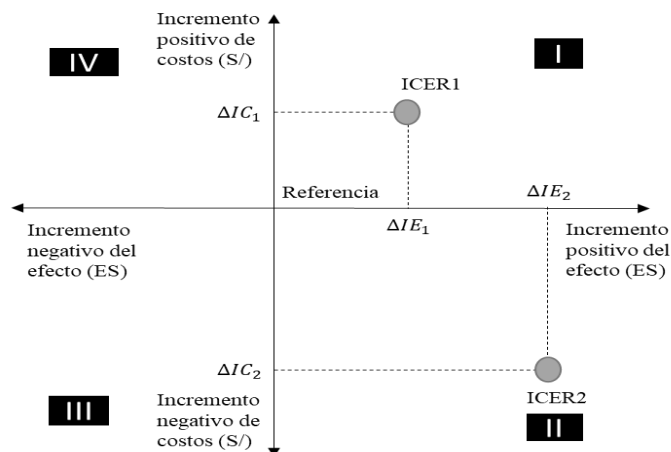 Incremento
positivo de
costos (S/)
IV
I
ICER1
ΔIC₁
Referencia
ΔIE₂
Incremento
negativo del
efecto (ES)
ΔIE₁
Incremento
positivo del
efecto (ES)
ΔIC₂
ICER2
III
Incremento
negativo de
costos (S/)
II